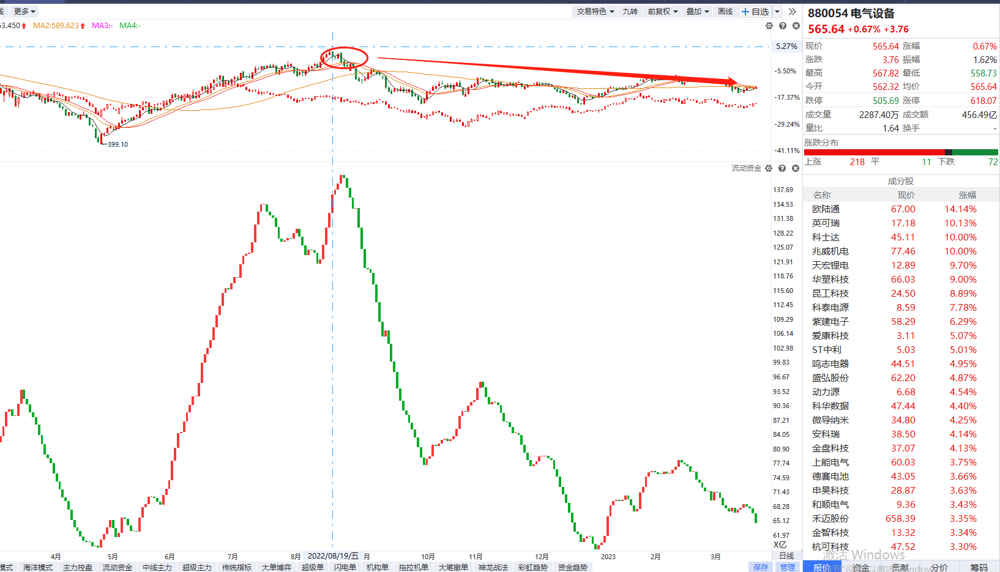 线 更多
交易特色 九转 前复权 叠加 画线 自选
53.450 MA2:589.623 MA3:- MA4:-
5.27%
-5.50%
-17.37%
-29.24%
-41.11%
399.10
流动资金
137.69
134.53
131.38
128.22
125.07
121.91
118.76
115.60
112.45
109.29
106.14
102.98
99.83
96.67
93.52
90.36
87.21
84.05
80.90
77.74
74.59
71.43
68.28
65.12
61.97
X亿
4月 5月 6月 7月 8月 2022/08/19/五 月 10月 11月 12月 2023 2月 3月 日线
模式 海洋模式 主力控盘 流动资金 中线主力 超级主力 传统指标 大单博弈 超级单 闪电单 机构单 拖拉机单 大笔撤单 神龙战法 彩虹趋势 资金趋势 保存 管理
880054 电气设备
565.64 +0.67% +3.76
现价 565.64 涨幅 0.67%
涨跌 3.76 振幅 1.62%
最高 567.82 最低 558.73
今开 562.32 均价 565.64
跌停 505.69 涨停 618.07
成交量 2287.40万 成交额 456.49亿
量比 1.64 换手 -
涨跌分布
上涨 218 平 11 下跌 72
成分股
名称 现价 涨幅
欧陆通 67.00 14.14%
英可瑞 17.18 10.13%
科士达 45.11 10.00%
兆威机电 77.46 10.00%
天宏锂电 12.89 9.70%
华塑科技 66.03 9.00%
昆工科技 24.50 8.89%
科泰电源 8.59 7.78%
紫建电子 58.29 6.29%
爱康科技 3.11 5.07%
ST中利 5.03 5.01%
鸣志电器 44.51 4.95%
盛弘股份 62.20 4.87%
动力源 6.68 4.54%
科华数据 47.44 4.40%
微导纳米 34.80 4.25%
安科瑞 38.50 4.14%
金盘科技 37.07 4.13%
上能电气 60.03 3.75%
德赛电池 43.05 3.66%
申昊科技 28.87 3.63%
和顺电气 9.36 3.43%
禾迈股份 658.39 3.35%
金智科技 13.32 3.34%
杭可科技 47.52 3.30%
激活 Windows
报价 资金 贡献 分价 筹码